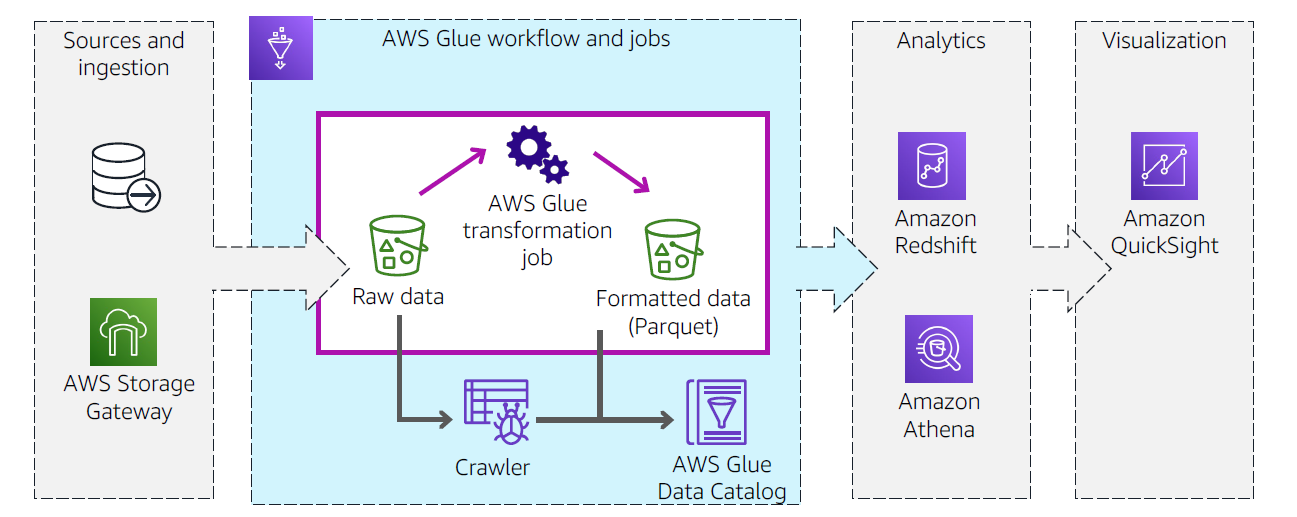 Sources and
ingestion
AWS Storage
Gateway
AWS Glue workflow and jobs
AWS Glue
transformation
job
Raw data
Formatted data
(Parquet)
Crawler
AWS Glue
Data Catalog
Analytics
Amazon
Redshift
Amazon
Athena
Visualization
Amazon
QuickSight